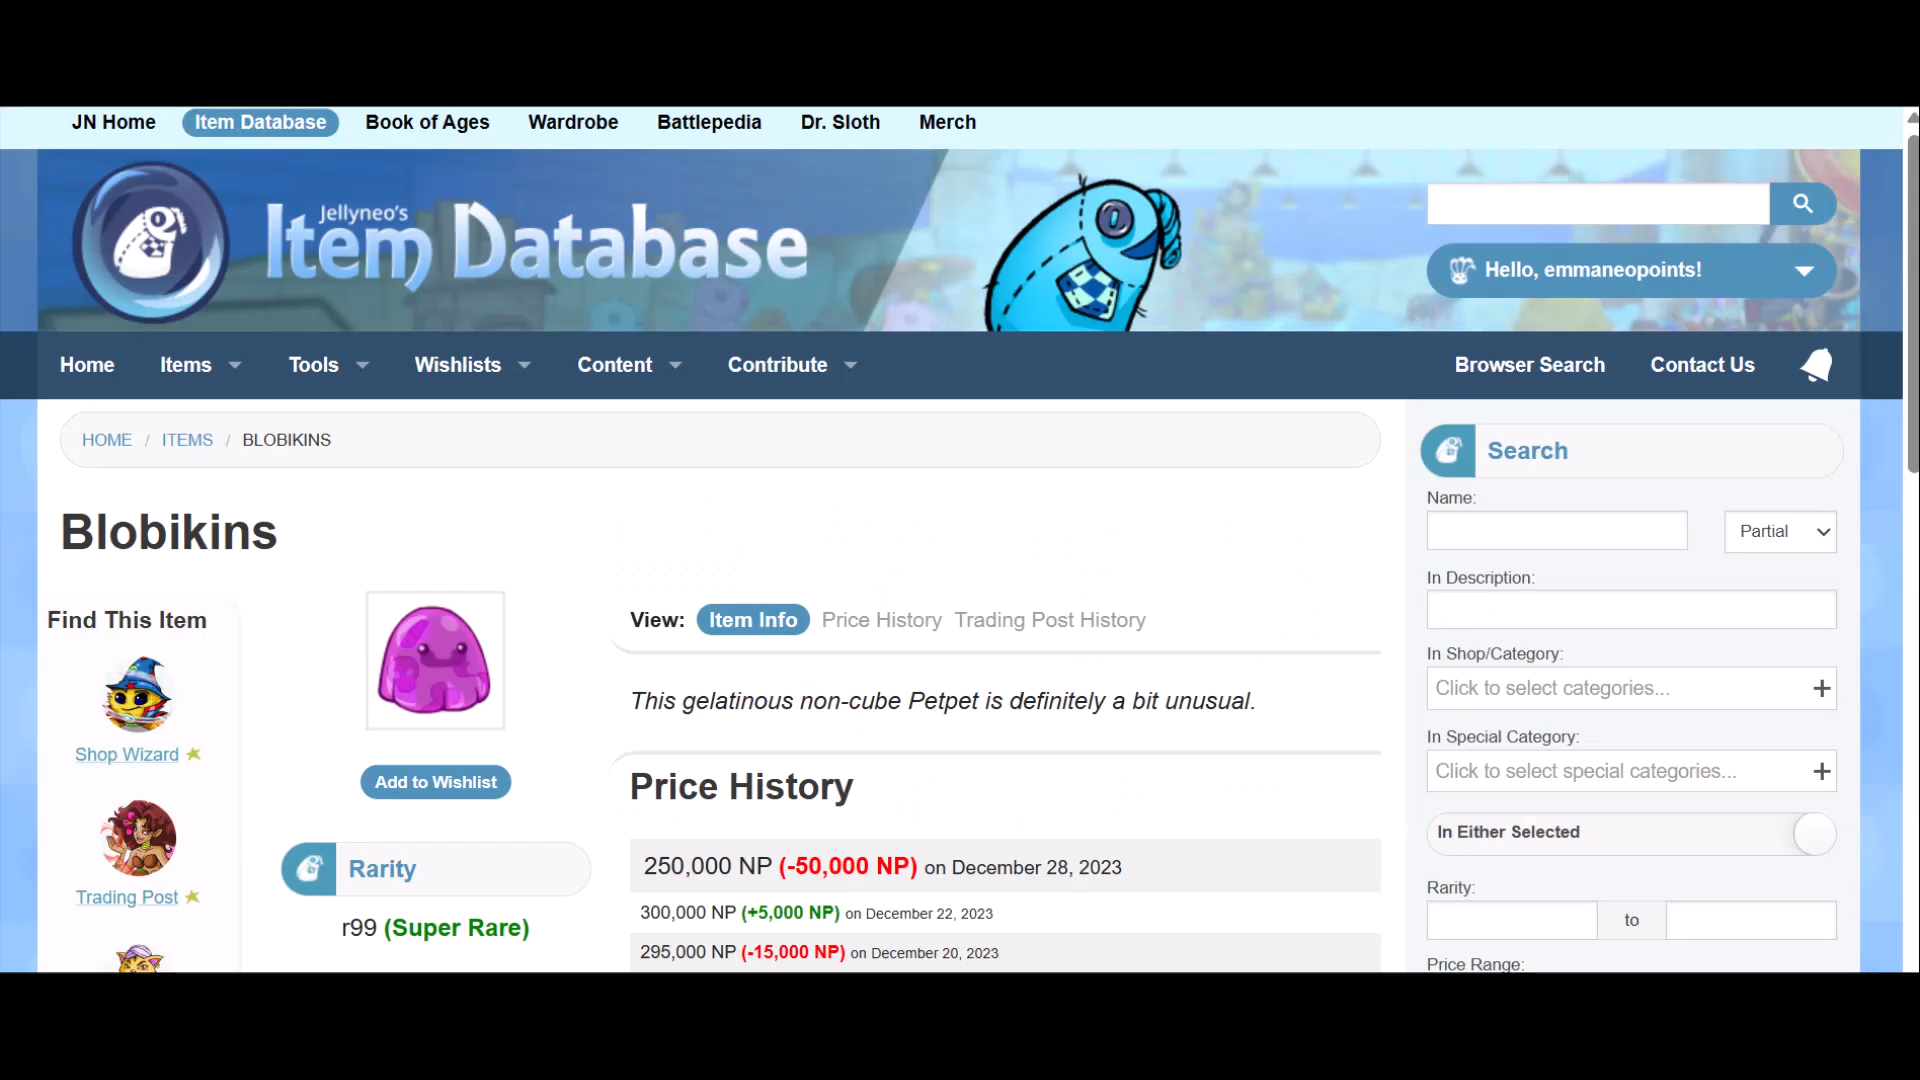 JN Home Item Database Book of Ages Wardrobe Battlepedia Dr. Sloth Merch
Jellyneo's
Item Database
Hello, emmaneopoints!
Home Items Tools Wishlists Content Contribute Browser Search Contact Us
HOME / ITEMS / BLOBIKINS
Blobikins
Find This Item
Shop Wizard
Trading Post
Add to Wishlist
Rarity
r99 (Super Rare)
View: Item Info Price History Trading Post History
This gelatinous non-cube Petpet is definitely a bit unusual.
Price History
250,000 NP (-50,000 NP) on December 28, 2023
300,000 NP (+5,000 NP) on December 22, 2023
295,000 NP (-15,000 NP) on December 20, 2023
Search
Name:
Partial
In Description:
In Shop/Category:
Click to select categories... +
In Special Category:
Click to select special categories... +
In Either Selected
Rarity:
to
Price Range: